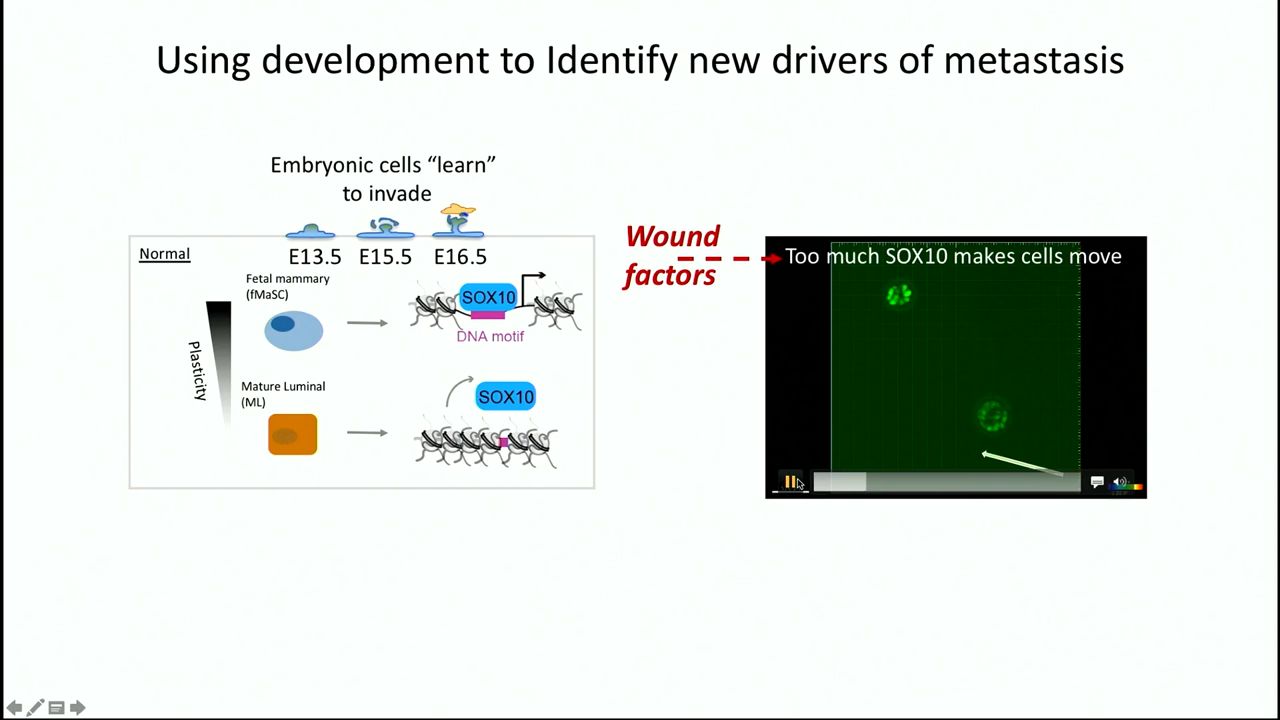 Using development to Identify new drivers of metastasis
Embryonic cells “learn”
to invade
Normal
E13.5 E15.5 E16.5
Fetal mammary
(fMaSC)
SOX10
DNA motif
Plasticity
Mature Luminal
(ML)
SOX10
Wound
factors
Too much SOX10 makes cells move